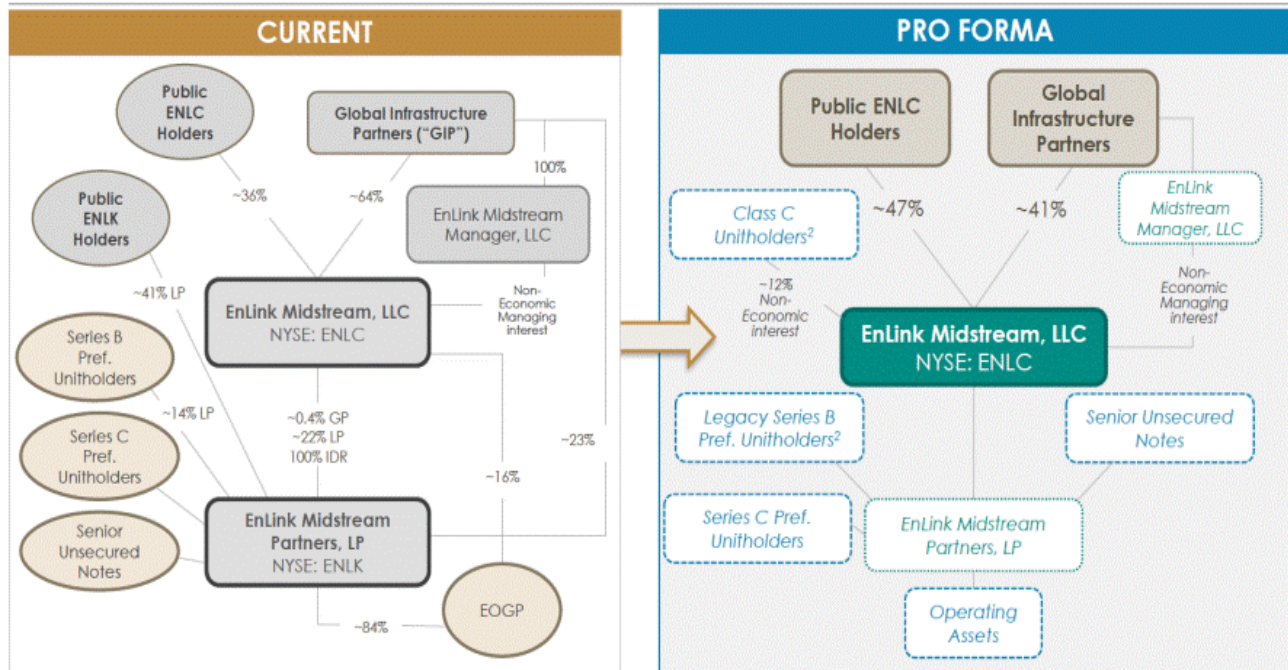 CURRENT
Public
ENLC
Holders
Global Infrastructure
Partners ("GIP")
100%
~36%
~64%
Public
ENLK
Holders
EnLink Midstream
Manager, LLC
~41% LP
Non-
Economic
Managing
interest
EnLink Midstream, LLC
NYSE: ENLC
Series B
Pref.
Unitholders
~14% LP
~0.4% GP
~22% LP
100% IDR
~23%
~16%
Series C
Pref.
Unitholders
Senior
Unsecured
Notes
EnLink Midstream
Partners, LP
NYSE: ENLK
EOGP
~84%
PRO FORMA
Public ENLC
Holders
Global
Infrastructure
Partners
Class C
Unitholders²
~47%
~41%
EnLink
Midstream
Manager, LLC
~12%
Non-
Economic
interest
Non-
Economic
Managing
interest
EnLink Midstream, LLC
NYSE: ENLC
Legacy Series B
Pref. Unitholders²
Senior Unsecured
Notes
Series C Pref.
Unitholders
EnLink Midstream
Partners, LP
Operating
Assets